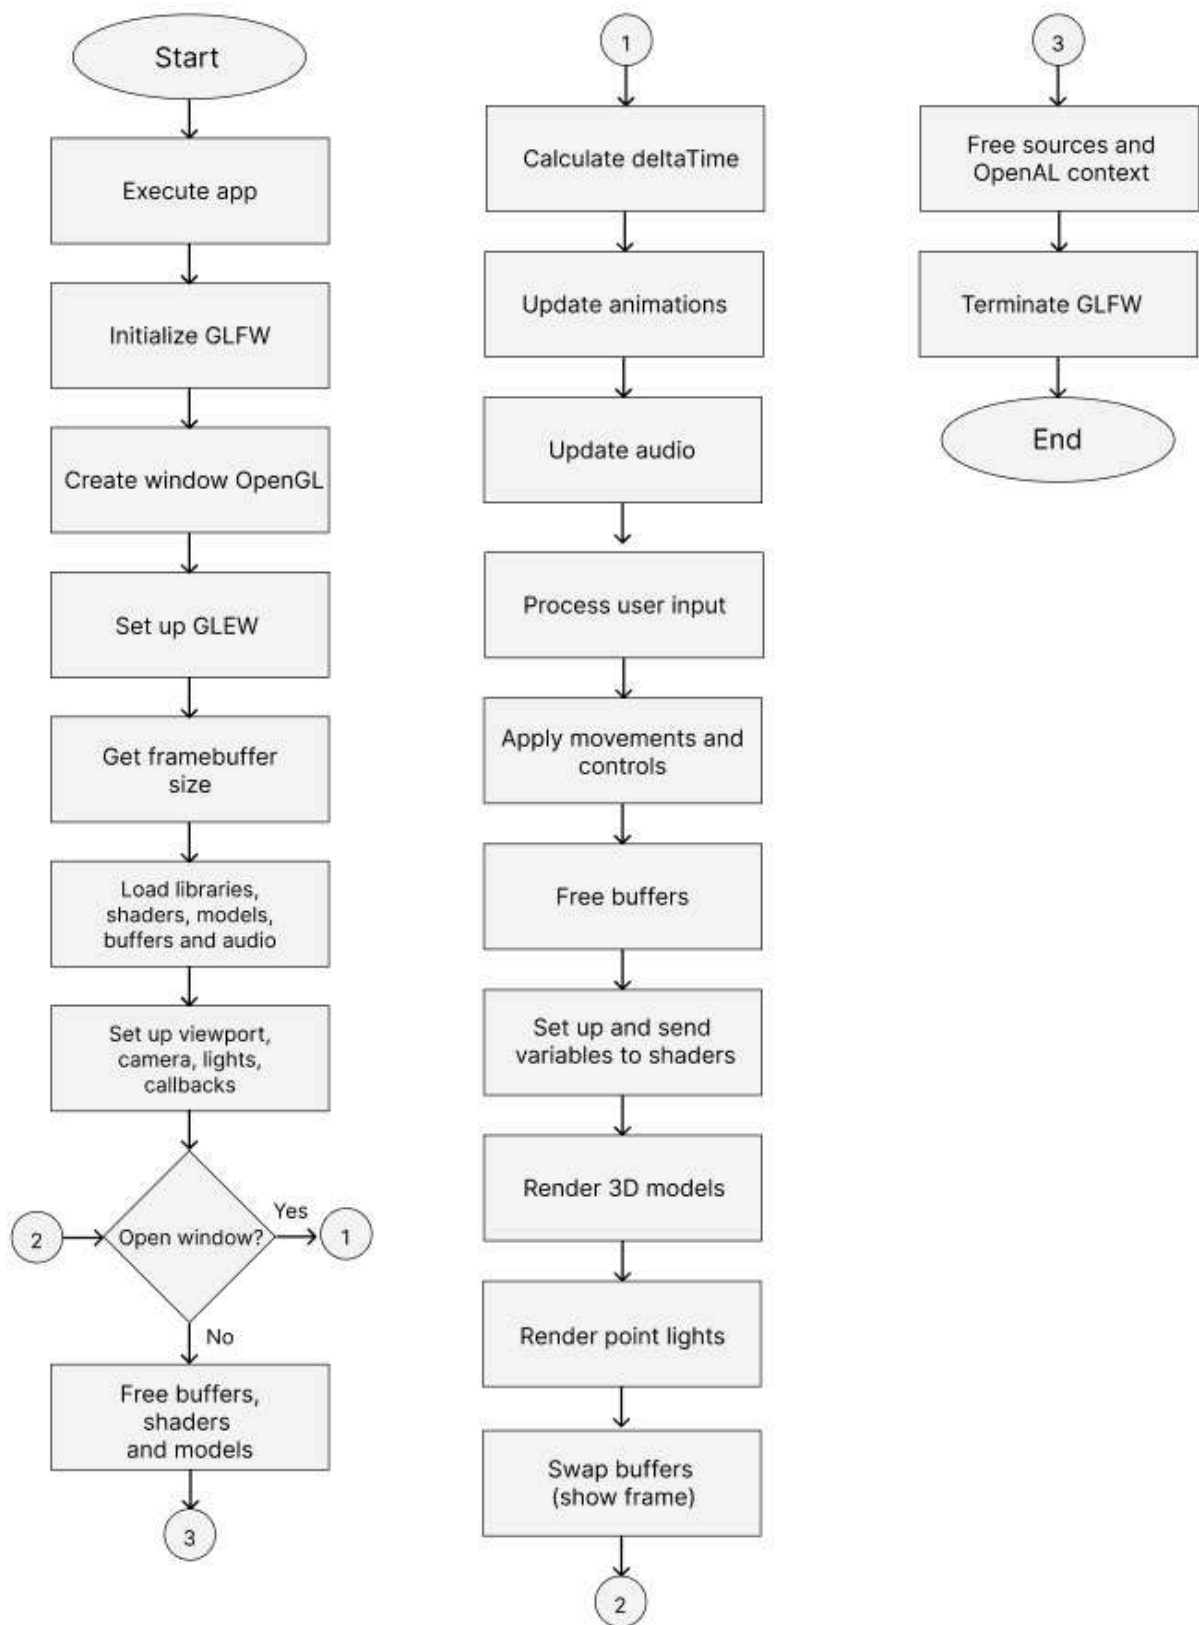 Start
Execute app
Initialize GLFW
Create window OpenGL
Set up GLEW
Get framebuffer
size
Load libraries,
shaders, models,
buffers and audio
Set up viewport,
camera, lights,
callbacks
2
Open window?
Yes
1
No
Free buffers,
shaders
and models
3
1
Calculate deltaTime
Update animations
Update audio
Process user input
Apply movements and
controls
Free buffers
Set up and send
variables to shaders
Render 3D models
Render point lights
Swap buffers
(show frame)
2
3
Free sources and
OpenAL context
Terminate GLFW
End